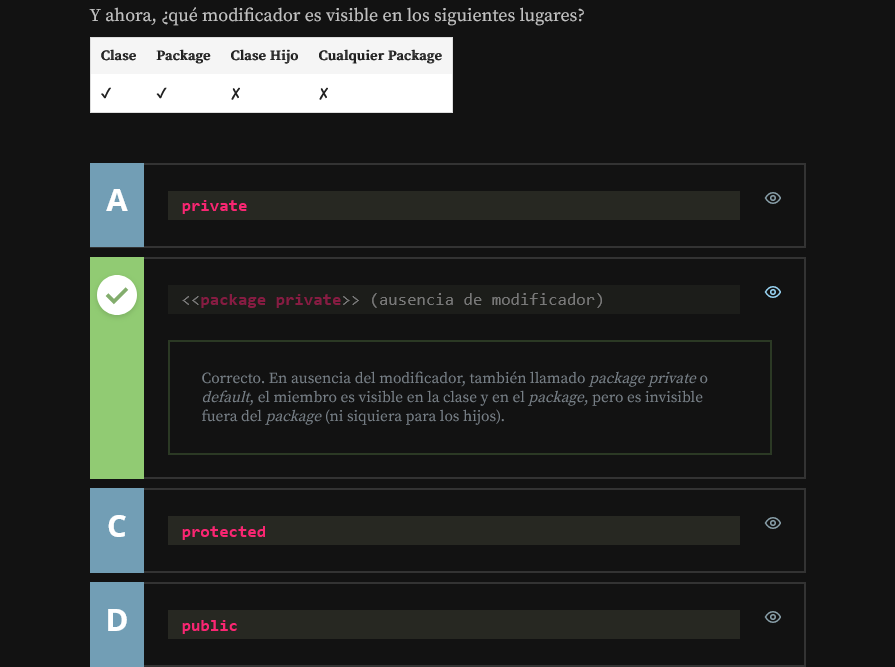 Y ahora, ¿qué modificador es visible en los siguientes lugares?
Clase Package Clase Hijo Cualquier Package
✓ ✓ ✗ ✗
A
private
<<package private>> (ausencia de modificador)
Correcto. En ausencia del modificador, también llamado package private o
default, el miembro es visible en la clase y en el package, pero es invisible
fuera del package (ni siquiera para los hijos).
C
protected
D
public